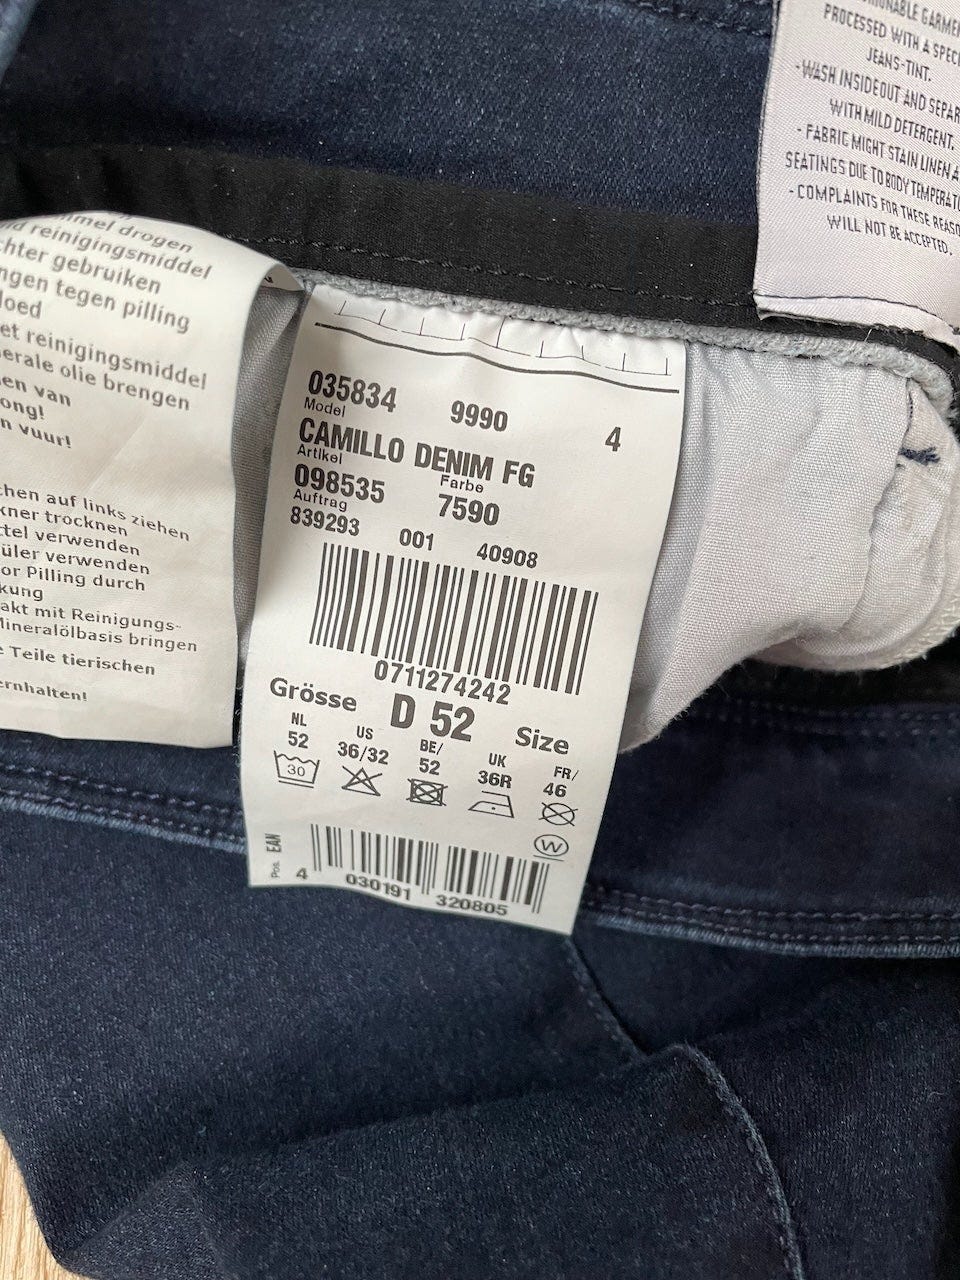 PROCESSED WITH A
JEANS-TINT.
-WASH INSIDEOUT AND
WITH MILD DETERGENT.
- FABRIC MIGHT STAIN LINEN
SEATINGS DUE TO BODY
- COMPLAINTS FOR THESE
WILL NOT BE ACCEPTED.
drogen
reinigingsmiddel
gebruiken
tegen pilling
reinigingsmiddel
olie brengen
van
vuur!
auf links ziehen
trocknen
verwenden
verwenden
Pilling durch
mit Reinigungs-
Mineralölbasis bringen
Teile tierischen
035834 9990 4
Model
CAMILLO DENIM FG
Artikel Farbe
098535 7590
Auftrag
839293 001 40908
0711274242
Grösse D 52 Size
NL US BE/ UK FR/
52 36/32 52 36R 46
30
W
Pos. EAN
4 030191 320805